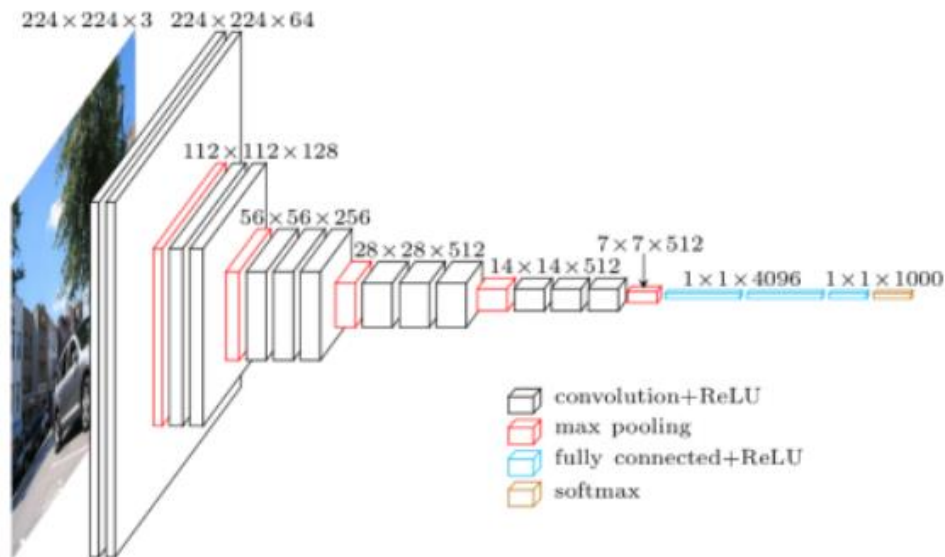 224×224×3
224×224×64
112×112×128
56×56×256
28×28×512
14×14×512
7×7×512
1×1×4096
1×1×1000
convolution+ReLU
max pooling
fully connected+ReLU
softmax